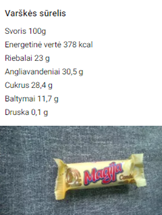 Varškės sūrelis
Svoris 100g
Energetinė vertė 378 kcal
Riebalai 23 g
Angliavandeniai 30,5 g
Cukrus 28,4 g
Baltymai 11,7 g
Druska 0,1 g
Magija